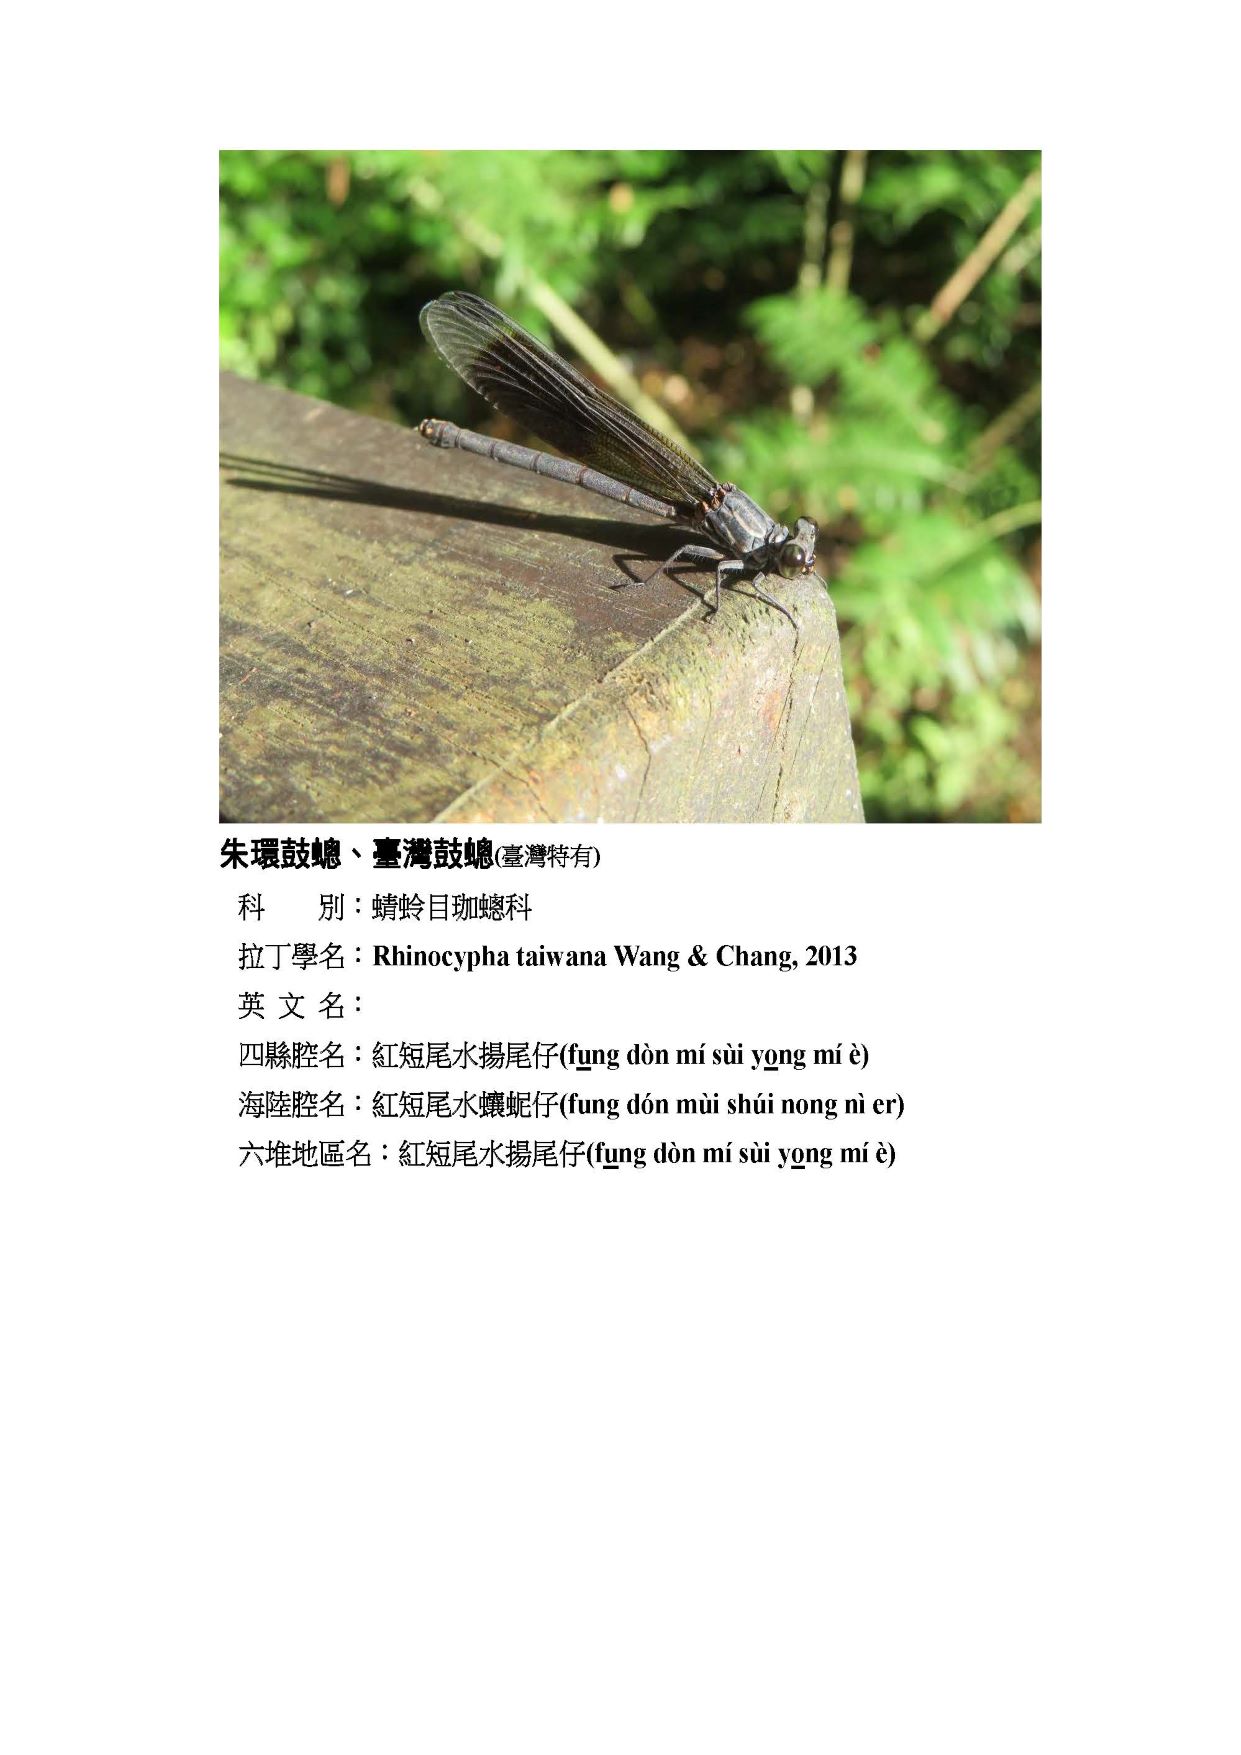 朱環鼓蟌、臺灣鼓蟌(臺灣特有)
科　　別：蜻蛉目珈蟌科
拉丁學名：Rhinocypha taiwana Wang & Chang, 2013
英 文 名：
四縣腔名：紅短尾水揚尾仔(fung dòn mí sùi yong mí è)
海陸腔名：紅短尾水蠰蚭仔(fung dón mùi shúi nong nì er)
六堆地區名：紅短尾水揚尾仔(fung dòn mí sùi yong mí è)